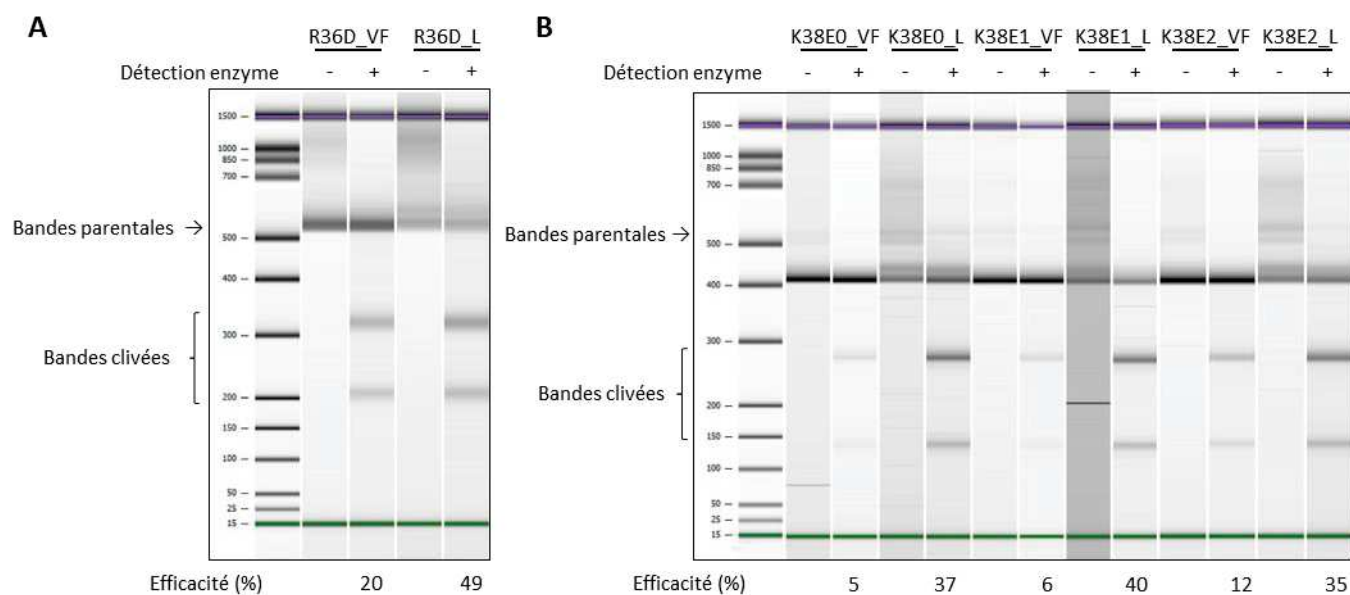 A
R36D_VF R36D_L
Détection enzyme - + - +
1500
1000
850
700
Bandes parentales →
500
400
300
Bandes clivées
200
150
100
50
25
15
Efficacité (%) 20 49
B
K38E0_VF K38E0_L K38E1_VF K38E1_L K38E2_VF K38E2_L
Détection enzyme - + - + - + - + - + - +
1500
1000
850
700
Bandes parentales →
500
400
300
Bandes clivées
200
150
100
50
25
15
Efficacité (%) 5 37 6 40 12 35